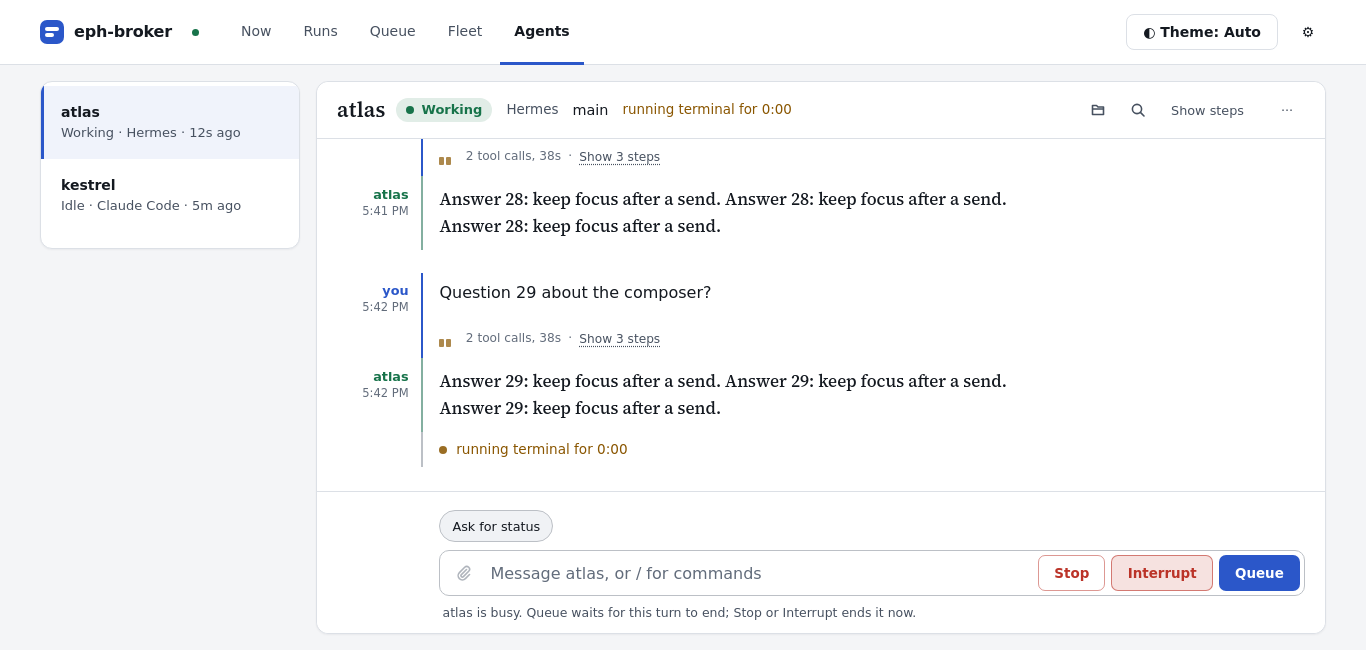 eph-broker
Now
Runs
Queue
Fleet
Agents
◐ Theme: Auto
atlas
Working · Hermes · 12s ago
kestrel
Idle · Claude Code · 5m ago
atlas
Working
Hermes
main
running terminal for 0:00
Show steps
2 tool calls, 38s · Show 3 steps
atlas
5:41 PM
Answer 28: keep focus after a send. Answer 28: keep focus after a send.
Answer 28: keep focus after a send.
you
5:42 PM
Question 29 about the composer?
2 tool calls, 38s · Show 3 steps
atlas
5:42 PM
Answer 29: keep focus after a send. Answer 29: keep focus after a send.
Answer 29: keep focus after a send.
running terminal for 0:00
Ask for status
Message atlas, or / for commands
Stop
Interrupt
Queue
atlas is busy. Queue waits for this turn to end; Stop or Interrupt ends it now.